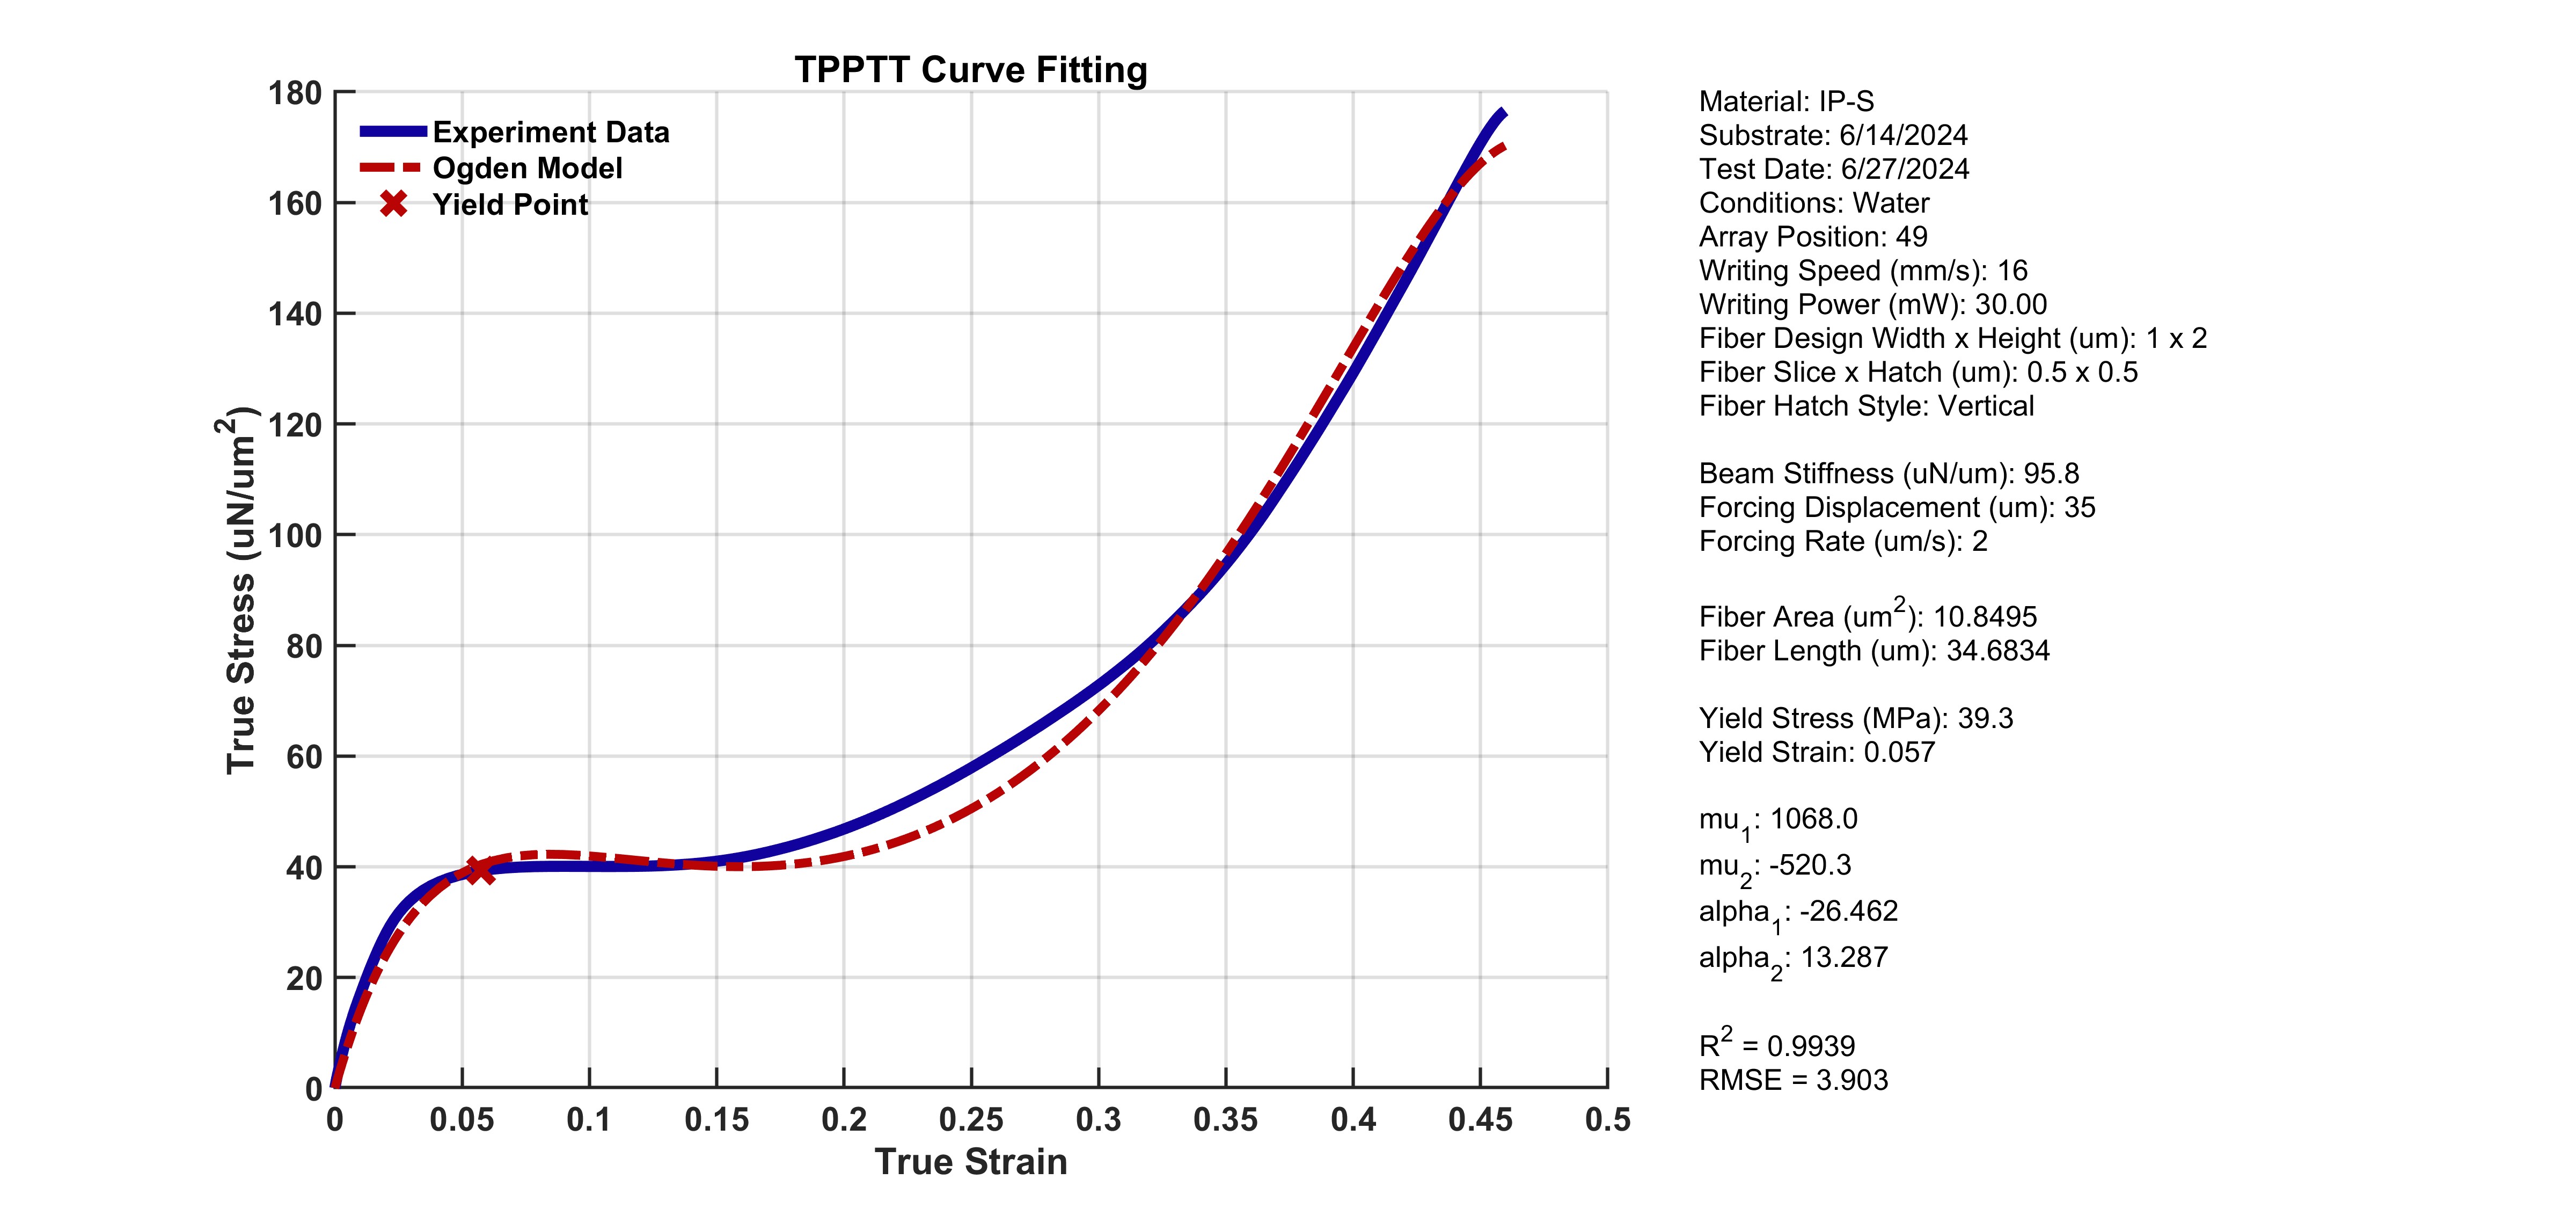 TPPTT Curve Fitting
180
160
140
120
100
80
60
40
20
0
True Stress (uN/um²)
Experiment Data
Ogden Model
Yield Point
0 0.05 0.1 0.15 0.2 0.25 0.3 0.35 0.4 0.45 0.5
True Strain
Material: IP-S
Substrate: 6/14/2024
Test Date: 6/27/2024
Conditions: Water
Array Position: 49
Writing Speed (mm/s): 16
Writing Power (mW): 30.00
Fiber Design Width x Height (um): 1 x 2
Fiber Slice x Hatch (um): 0.5 x 0.5
Fiber Hatch Style: Vertical
Beam Stiffness (uN/um): 95.8
Forcing Displacement (um): 35
Forcing Rate (um/s): 2
Fiber Area (um²): 10.8495
Fiber Length (um): 34.6834
Yield Stress (MPa): 39.3
Yield Strain: 0.057
mu₁: 1068.0
mu₂: -520.3
alpha₁: -26.462
alpha₂: 13.287
R² = 0.9939
RMSE = 3.903